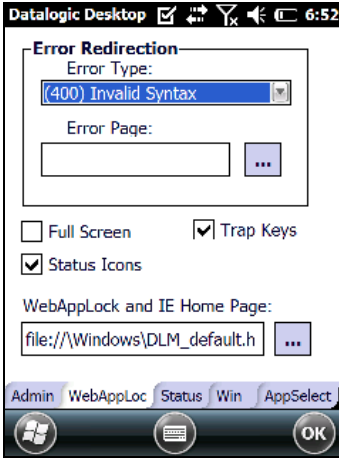 Datalogic Desktop 6:52
Error Redirection
Error Type:
(400) Invalid Syntax
Error Page:
...
Full Screen
Trap Keys
Status Icons
WebAppLock and IE Home Page:
file://\Windows\DLM_default.h
...
Admin WebAppLoc Status Win AppSelect
OK